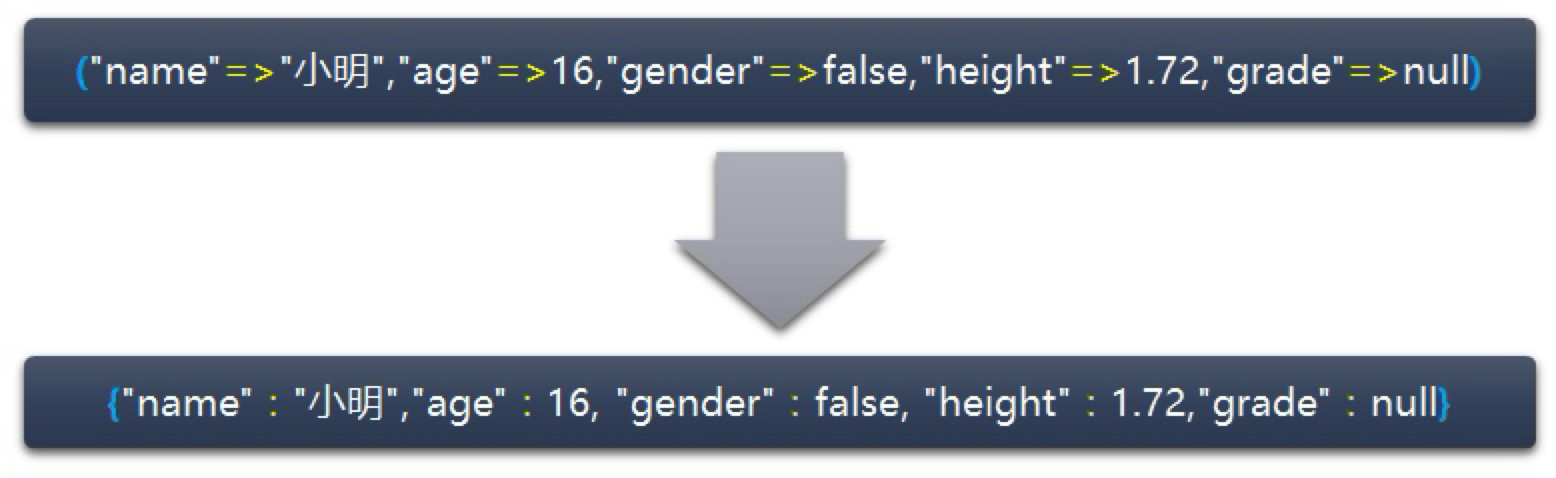 ("name"=>"小明","age"=>16,"gender"=>false,"height"=>1.72,"grade"=>null)
{"name" : "小明","age" : 16, "gender" : false, "height" : 1.72,"grade" : null}